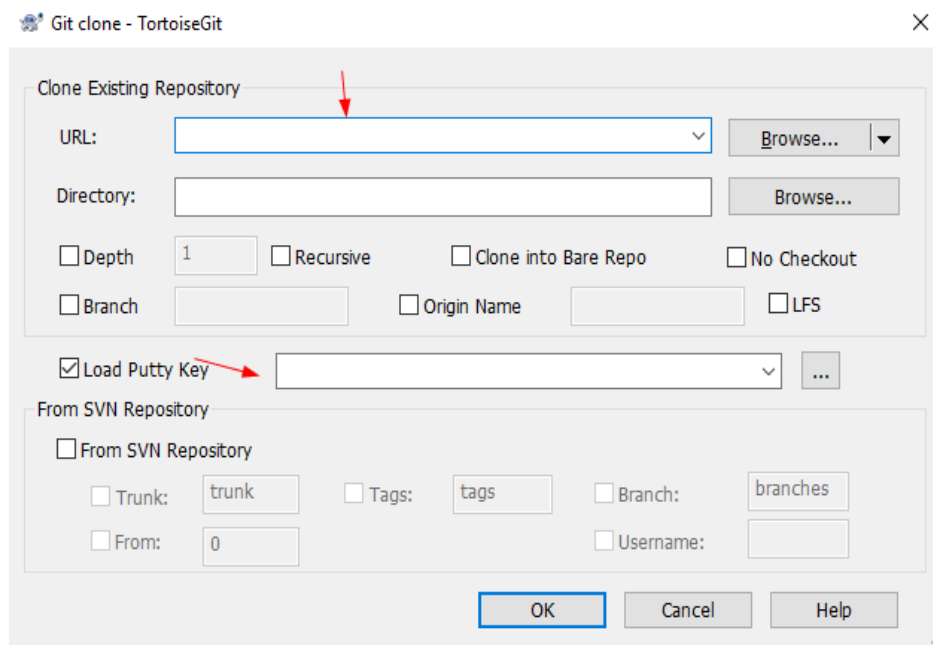 Git clone - TortoiseGit
Clone Existing Repository
URL: Browse...
Directory: Browse...
Depth 1 Recursive Clone into Bare Repo No Checkout
Branch Origin Name LFS
Load Putty Key ...
From SVN Repository
From SVN Repository
Trunk: trunk Tags: tags Branch: branches
From: 0 Username:
OK Cancel Help